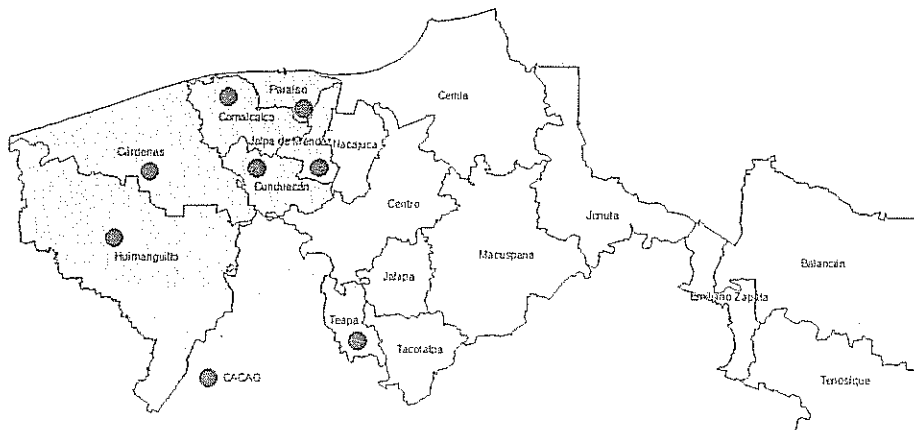 Paraíso
Centla
Comalcalco
Jalpa de Méndez
Nacajuca
Cárdenas
Cunduacán
Centro
Jonuta
Huimanguillo
Macuspana
Jalapa
Balancán
Emiliano Zapata
Teapa
Tacotalpa
CACAO
Tenosique